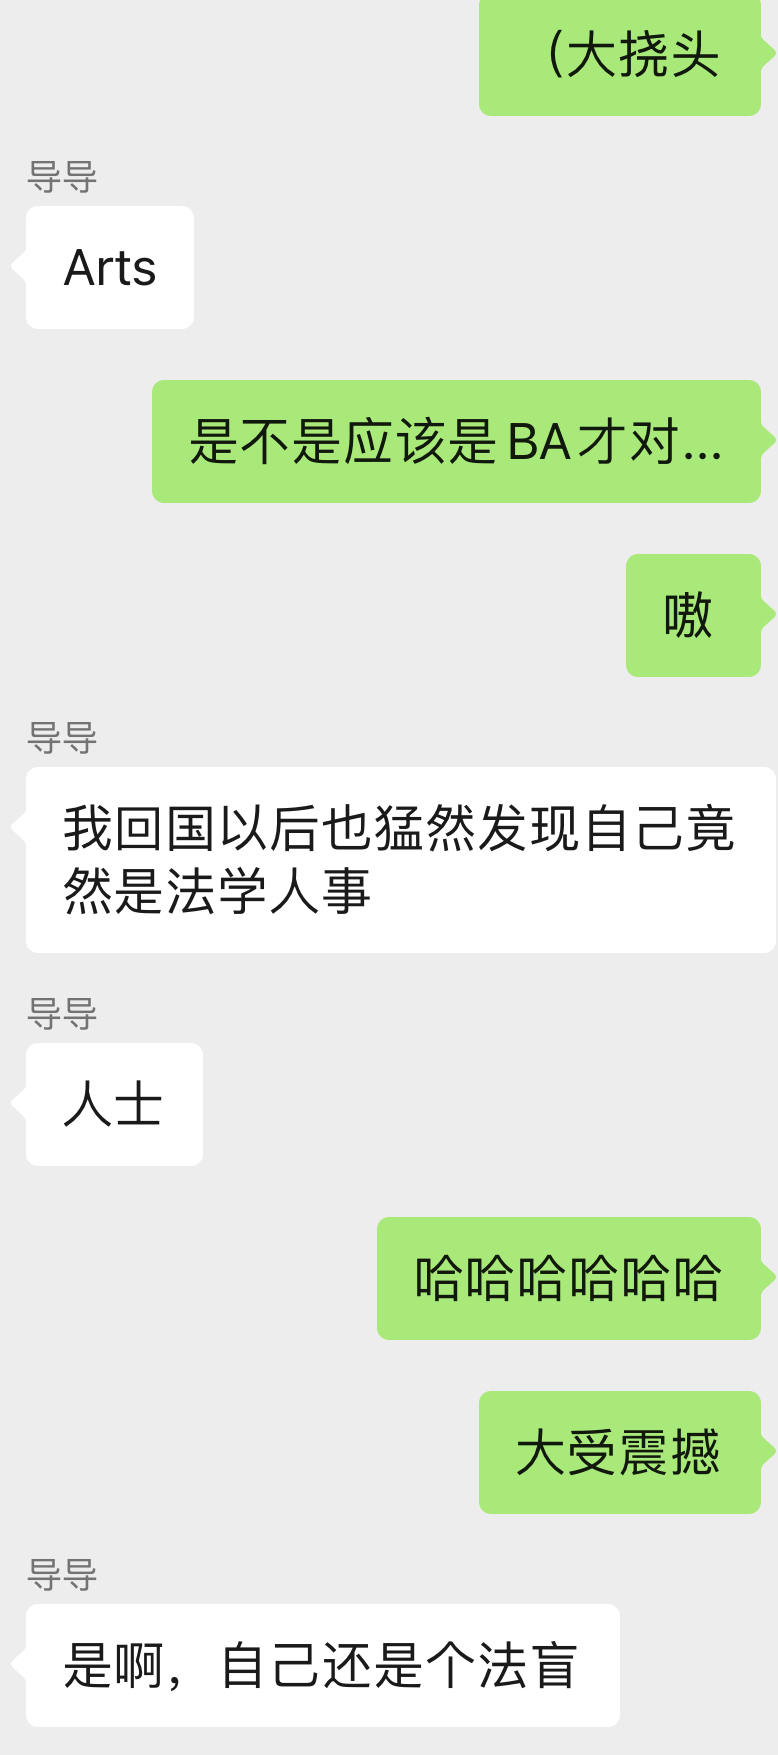 （大挠头
导导
Arts
是不是应该是BA才对...
嗷
导导
我回国以后也猛然发现自己竟
然是法学人事
导导
人士
哈哈哈哈哈哈
大受震撼
导导
是啊，自己还是个法盲